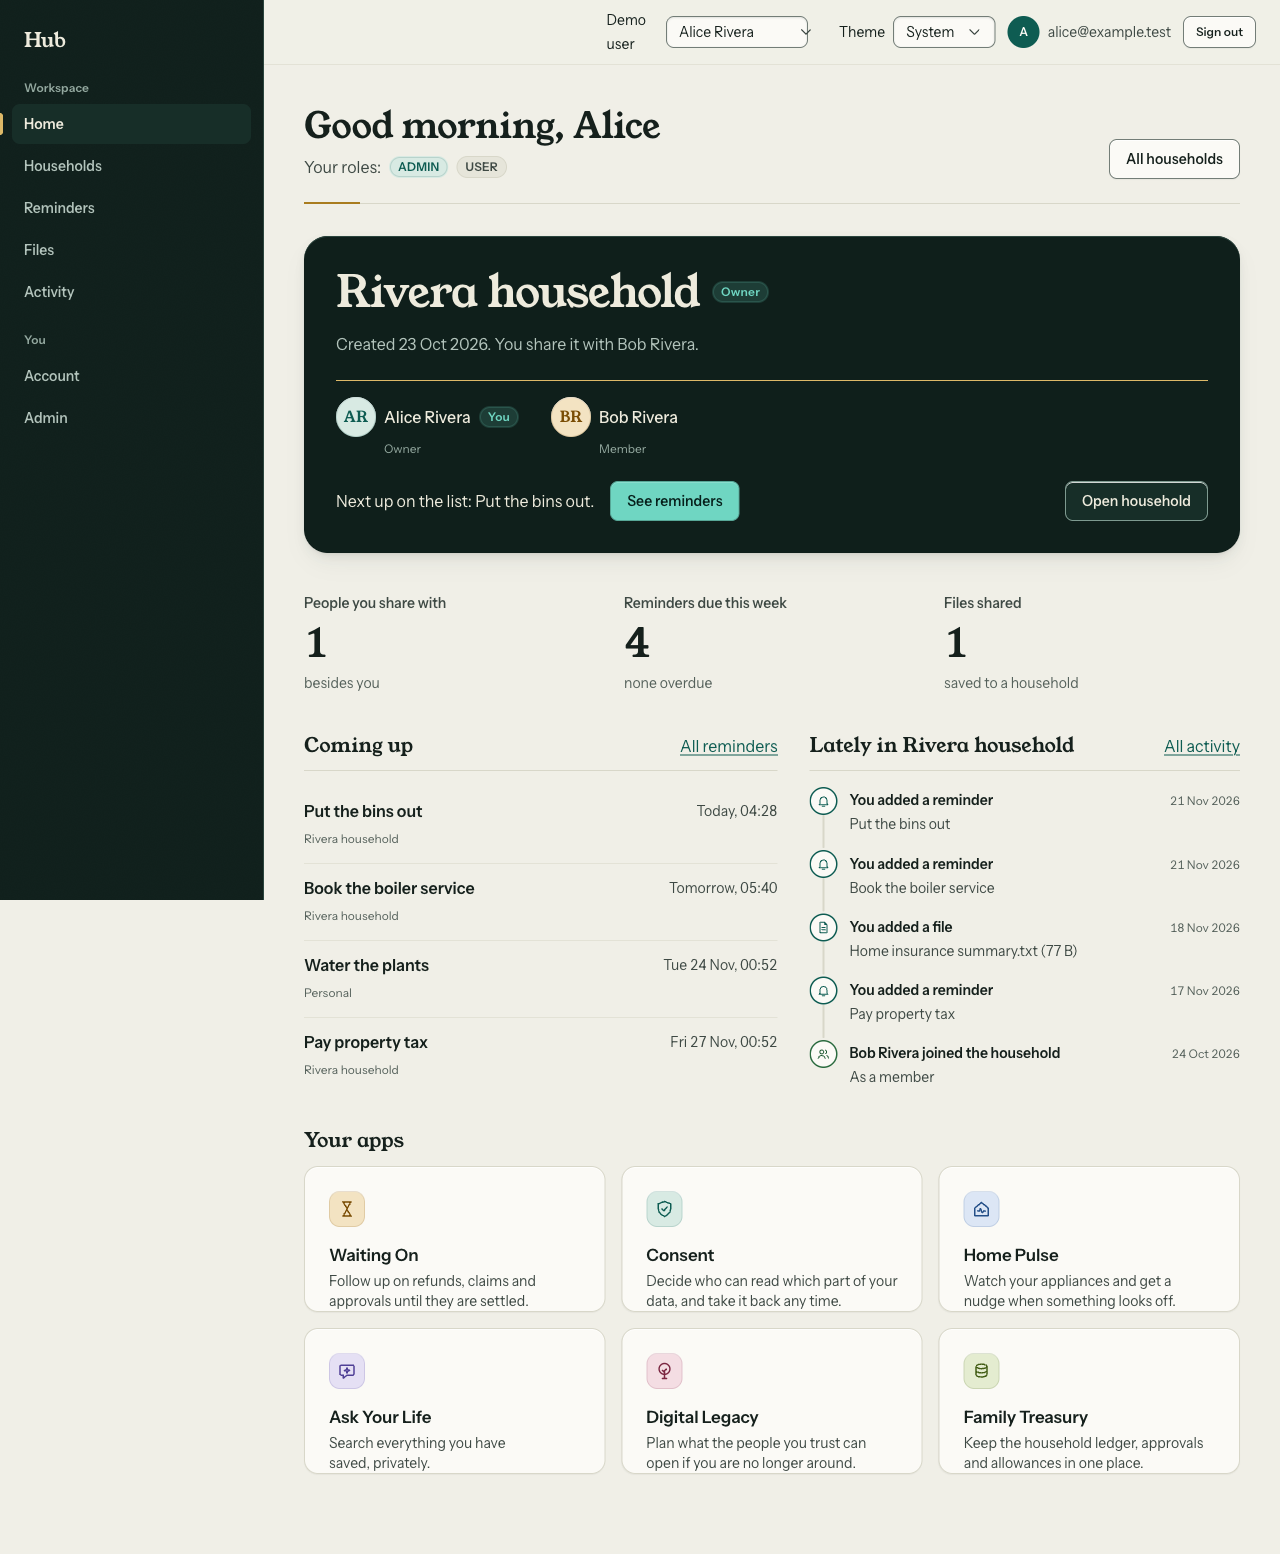 Hub
Workspace
Home
Households
Reminders
Files
Activity
You
Account
Admin
Demo user
Alice Rivera
Theme
System
A
alice@example.test
Sign out
Good morning, Alice
Your roles: ADMIN USER
All households
Rivera household Owner
Created 23 Oct 2026. You share it with Bob Rivera.
AR Alice Rivera You
Owner
BR Bob Rivera
Member
Next up on the list: Put the bins out.
See reminders
Open household
People you share with
1
besides you
Reminders due this week
4
none overdue
Files shared
1
saved to a household
Coming up
All reminders
Put the bins out
Today, 04:28
Rivera household
Book the boiler service
Tomorrow, 05:40
Rivera household
Water the plants
Tue 24 Nov, 00:52
Personal
Pay property tax
Fri 27 Nov, 00:52
Rivera household
Lately in Rivera household
All activity
You added a reminder
21 Nov 2026
Put the bins out
You added a reminder
21 Nov 2026
Book the boiler service
You added a file
18 Nov 2026
Home insurance summary.txt (77 B)
You added a reminder
17 Nov 2026
Pay property tax
Bob Rivera joined the household
24 Oct 2026
As a member
Your apps
Waiting On
Follow up on refunds, claims and
approvals until they are settled.
Consent
Decide who can read which part of your
data, and take it back any time.
Home Pulse
Watch your appliances and get a
nudge when something looks off.
Ask Your Life
Search everything you have
saved, privately.
Digital Legacy
Plan what the people you trust can
open if you are no longer around.
Family Treasury
Keep the household ledger, approvals
and allowances in one place.